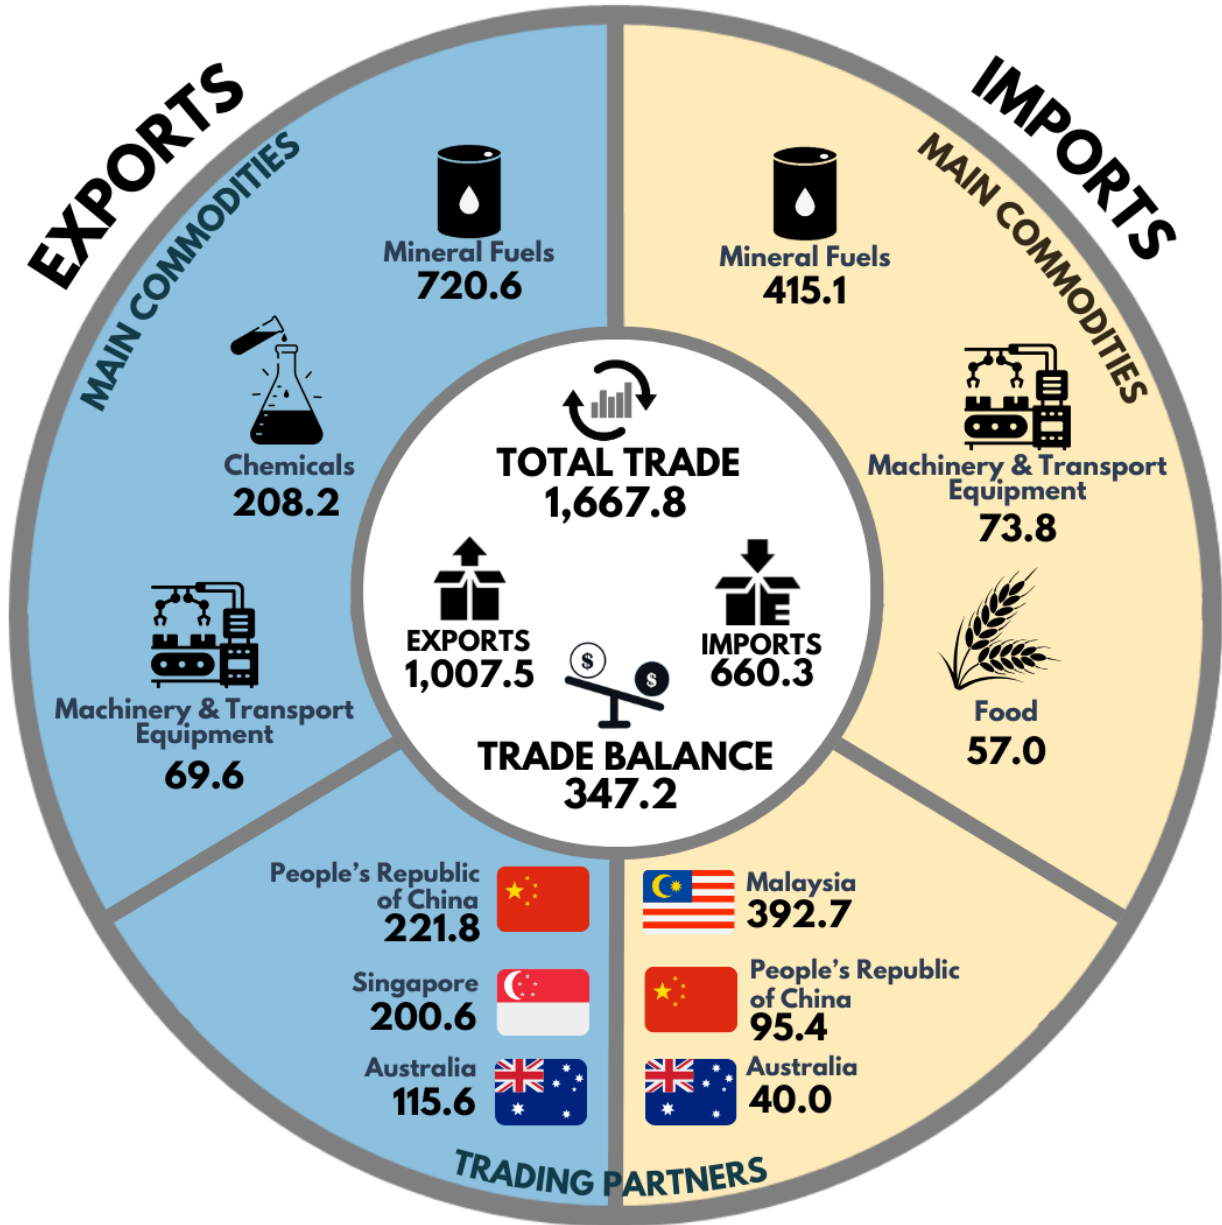 EXPORTS
MAIN COMMODITIES
Mineral Fuels
720.6
Chemicals
208.2
Machinery & Transport
Equipment
69.6
IMPORTS
MAIN COMMODITIES
Mineral Fuels
415.1
Machinery & Transport
Equipment
73.8
Food
57.0
TOTAL TRADE
1,667.8
EXPORTS
1,007.5
E
IMPORTS
660.3
$
$
TRADE BALANCE
347.2
People's Republic
of China
221.8
Singapore
200.6
Australia
115.6
Malaysia
392.7
People's Republic
of China
95.4
Australia
40.0
TRADING PARTNERS